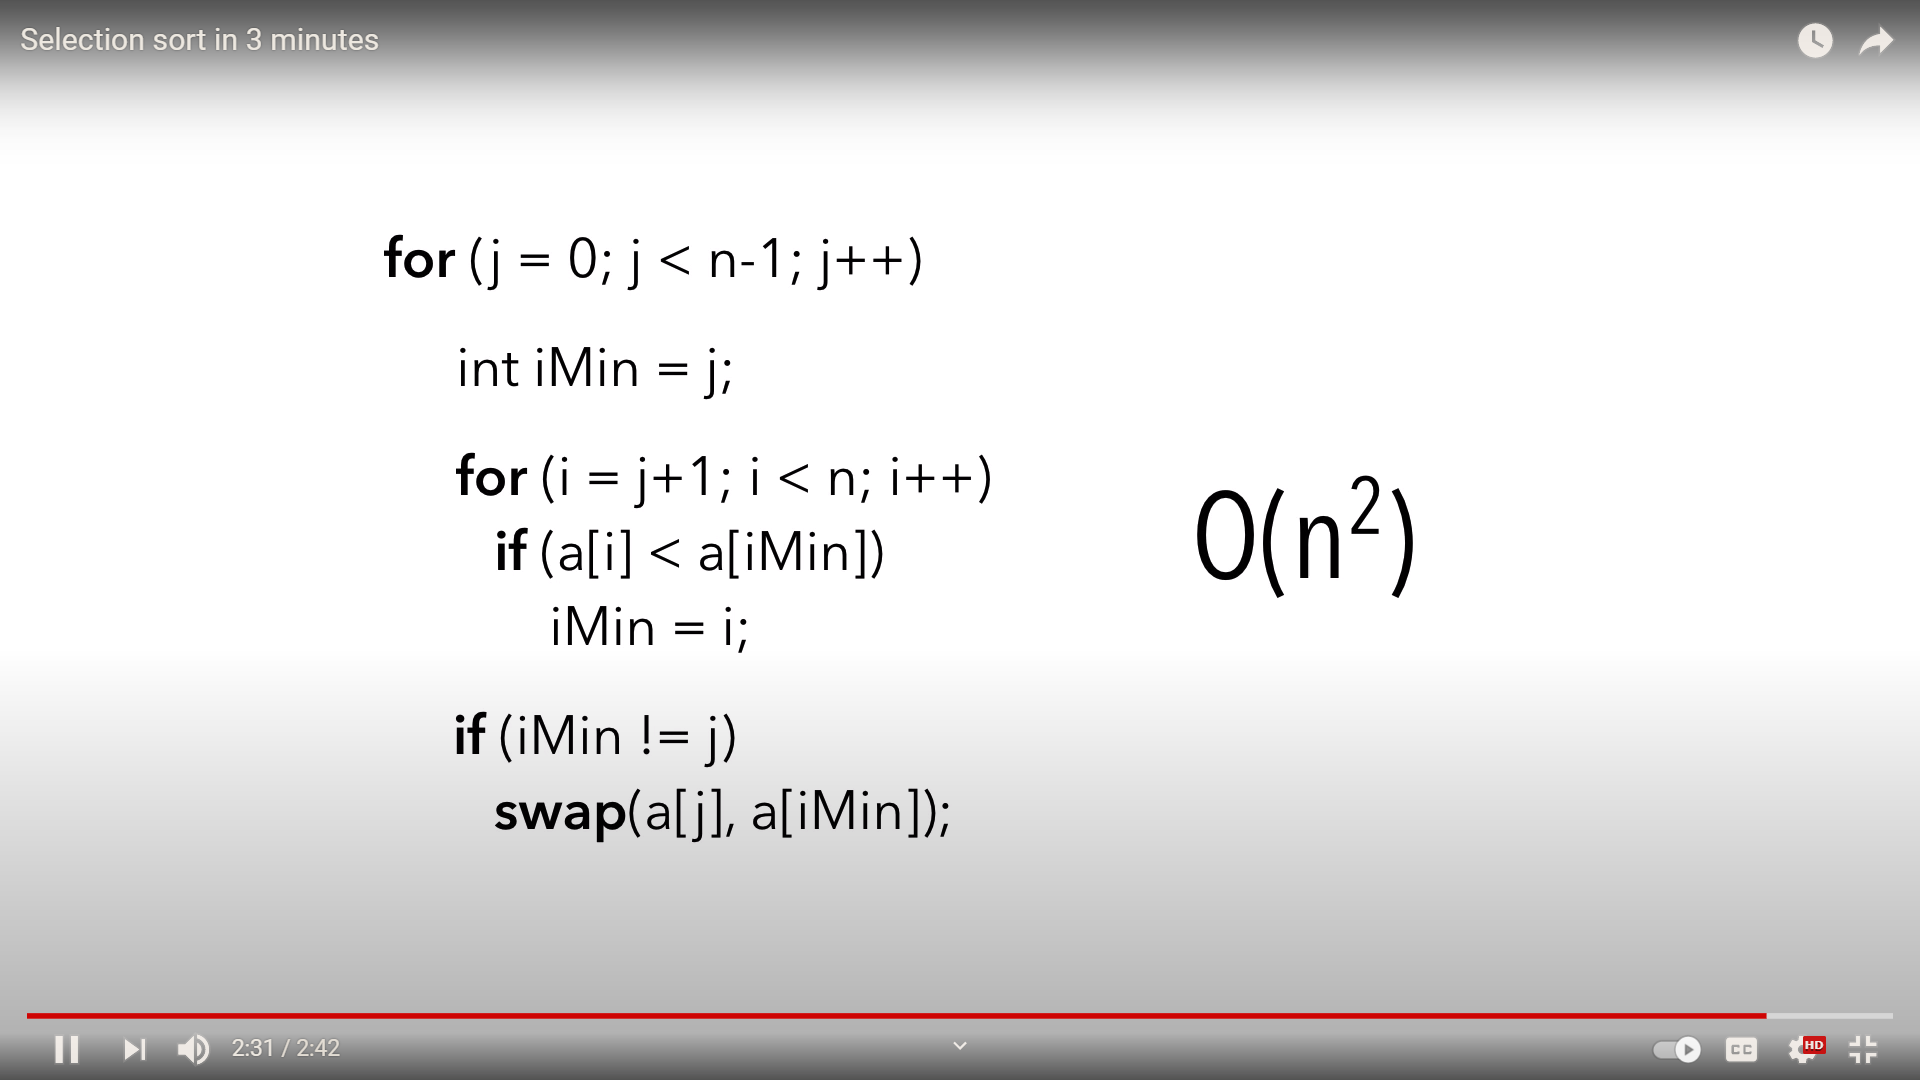 Selection sort in 3 minutes
for (j = 0; j < n-1; j++)
int iMin = j;
for (i = j+1; i < n; i++)
if (a[i] < a[iMin])
iMin = i;
O(n²)
if (iMin != j)
swap(a[j], a[iMin]);
2:31 / 2:42
CC
HD